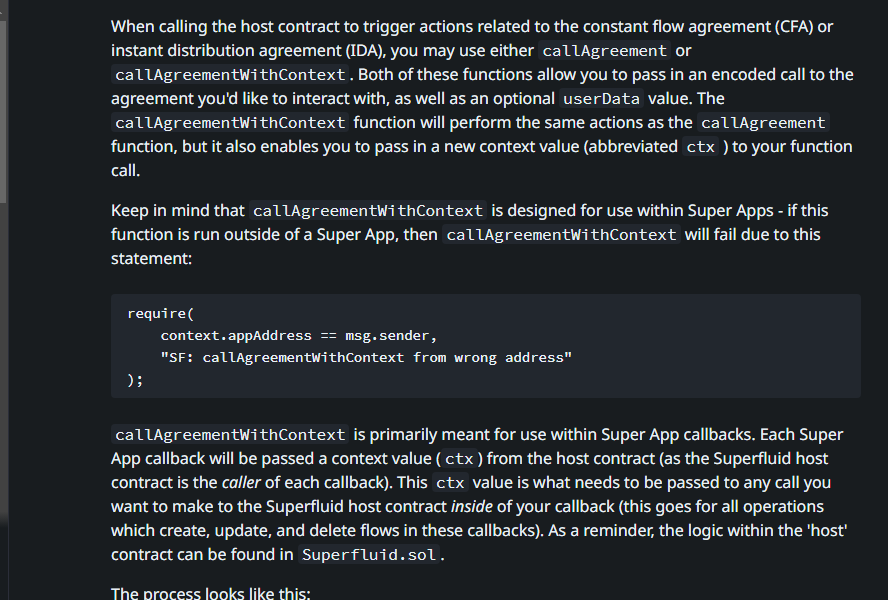 When calling the host contract to trigger actions related to the constant flow agreement (CFA) or
instant distribution agreement (IDA), you may use either callAgreement or
callAgreementWithContext. Both of these functions allow you to pass in an encoded call to the
agreement you'd like to interact with, as well as an optional userData value. The
callAgreementWithContext function will perform the same actions as the callAgreement
function, but it also enables you to pass in a new context value (abbreviated ctx ) to your function
call.
Keep in mind that callAgreementWithContext is designed for use within Super Apps - if this
function is run outside of a Super App, then callAgreementWithContext will fail due to this
statement:
require(
context.appAddress == msg.sender,
"SF: callAgreementWithContext from wrong address"
);
callAgreementWithContext is primarily meant for use within Super App callbacks. Each Super
App callback will be passed a context value ( ctx ) from the host contract (as the Superfluid host
contract is the caller of each callback). This ctx value is what needs to be passed to any call you
want to make to the Superfluid host contract inside of your callback (this goes for all operations
which create, update, and delete flows in these callbacks). As a reminder, the logic within the 'host'
contract can be found in Superfluid.sol.
The process looks like this: